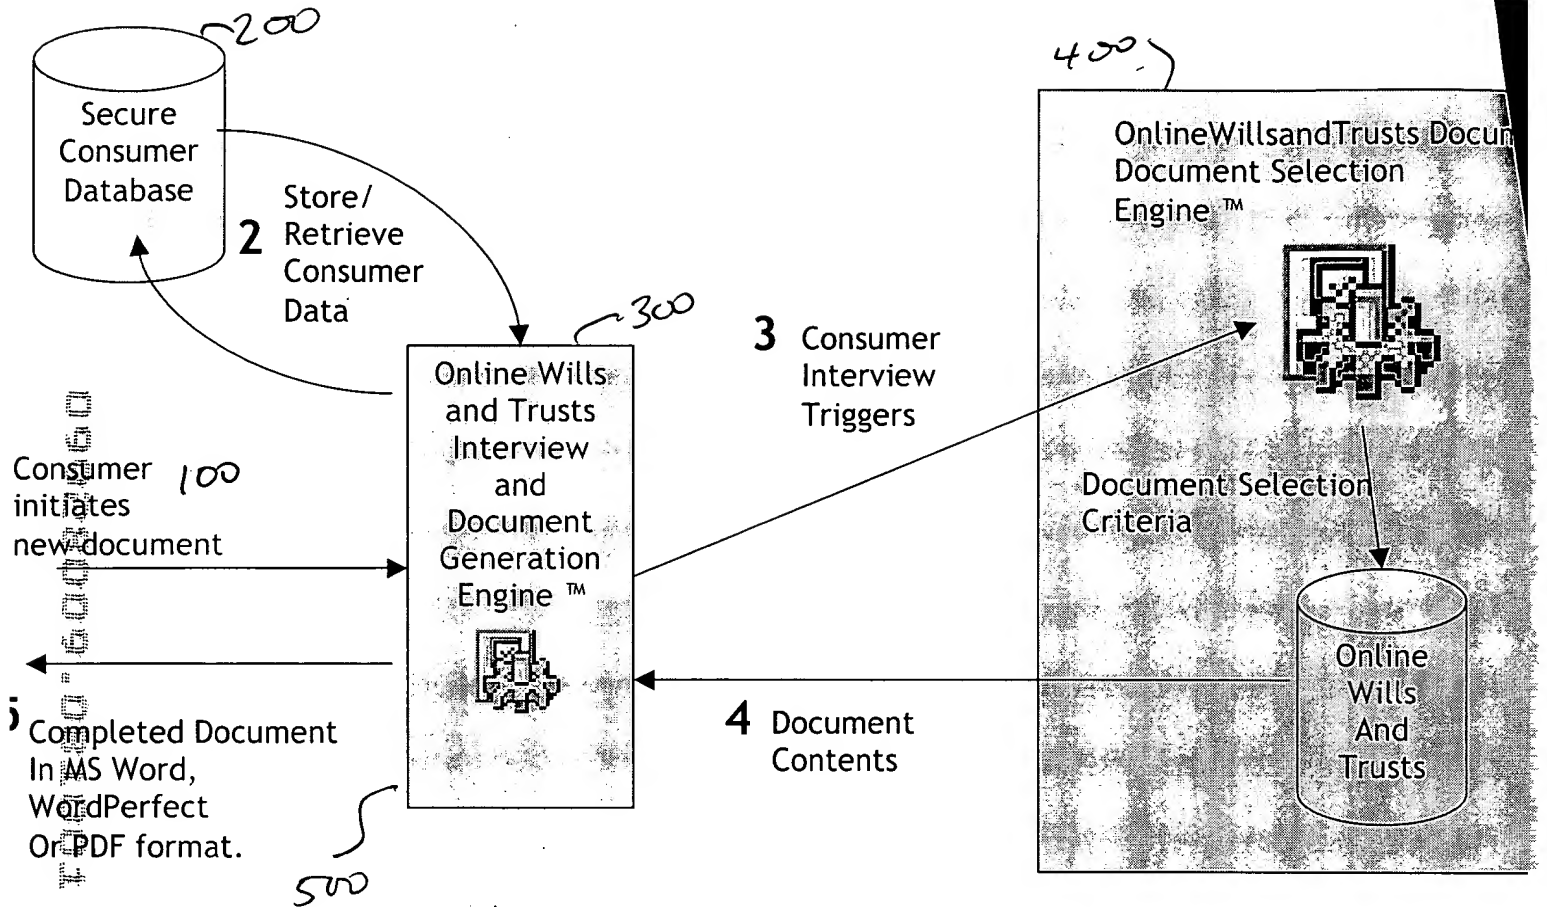 200
Secure
Consumer
Database
2
Store/
Retrieve
Consumer
Data
300
Online Wills
and Trusts
Interview
and
Document
Generation
Engine ™
Consumer
initiates
new document
100
3
Consumer
Interview
Triggers
400
OnlineWillsandTrusts Docu
Document Selection
Engine ™
Document Selection
Criteria
Online
Wills
And
Trusts
4
Document
Contents
Completed Document
In MS Word,
WordPerfect
Or PDF format.
500